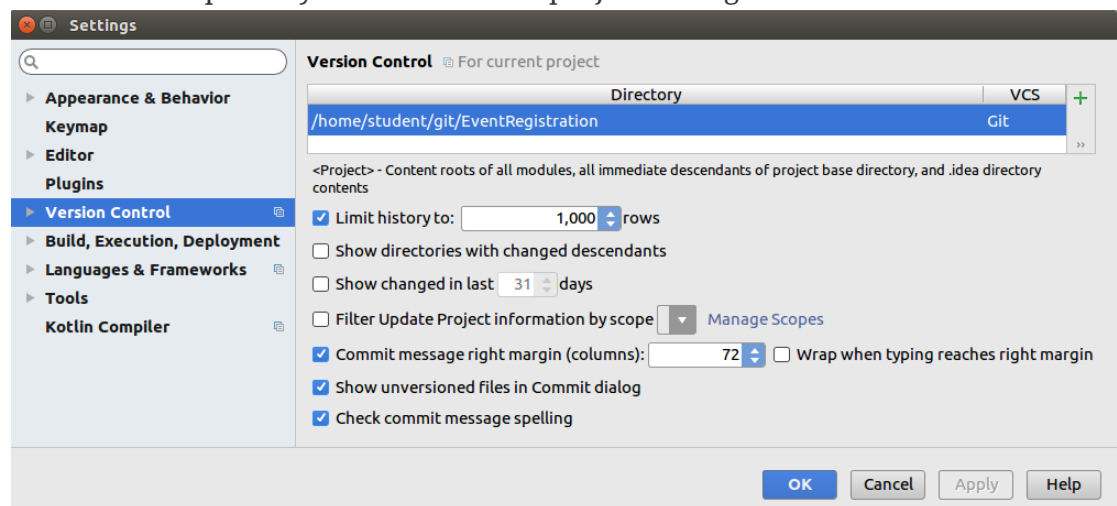 Settings
Version Control For current project
Appearance & Behavior
Keymap
Editor
Plugins
Version Control
Build, Execution, Deployment
Languages & Frameworks
Tools
Kotlin Compiler
Directory VCS
/home/student/git/EventRegistration Git
<Project> - Content roots of all modules, all immediate descendants of project base directory, and .idea directory
contents
Limit history to: 1,000 rows
Show directories with changed descendants
Show changed in last 31 days
Filter Update Project information by scope Manage Scopes
Commit message right margin (columns): 72 Wrap when typing reaches right margin
Show unversioned files in Commit dialog
Check commit message spelling
OK Cancel Apply Help